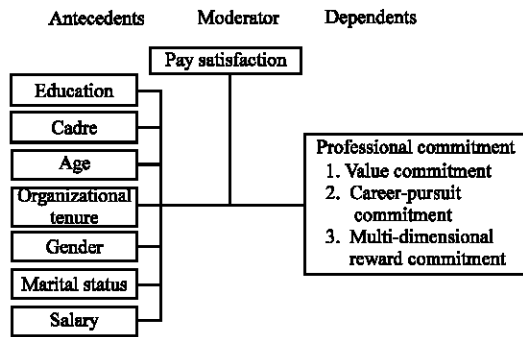 Antecedents Moderator Dependents
Pay satisfaction
Education
Cadre
Age
Organizational
tenure
Gender
Marital status
Salary
Professional commitment
1. Value commitment
2. Career-pursuit
commitment
3. Multi-dimensional
reward commitment